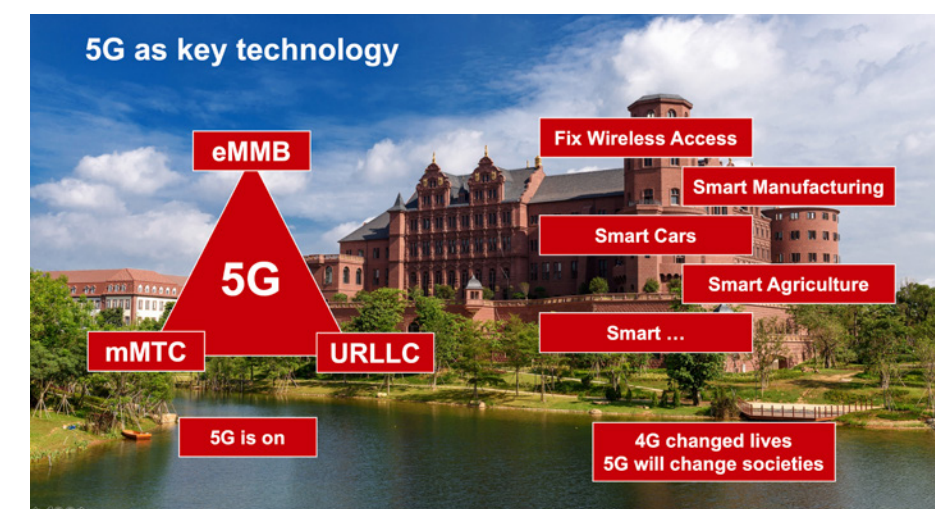 5G as key technology
eMMB
5G
mMTC
URLLC
5G is on
Fix Wireless Access
Smart Manufacturing
Smart Cars
Smart Agriculture
Smart …
4G changed lives
5G will change societies